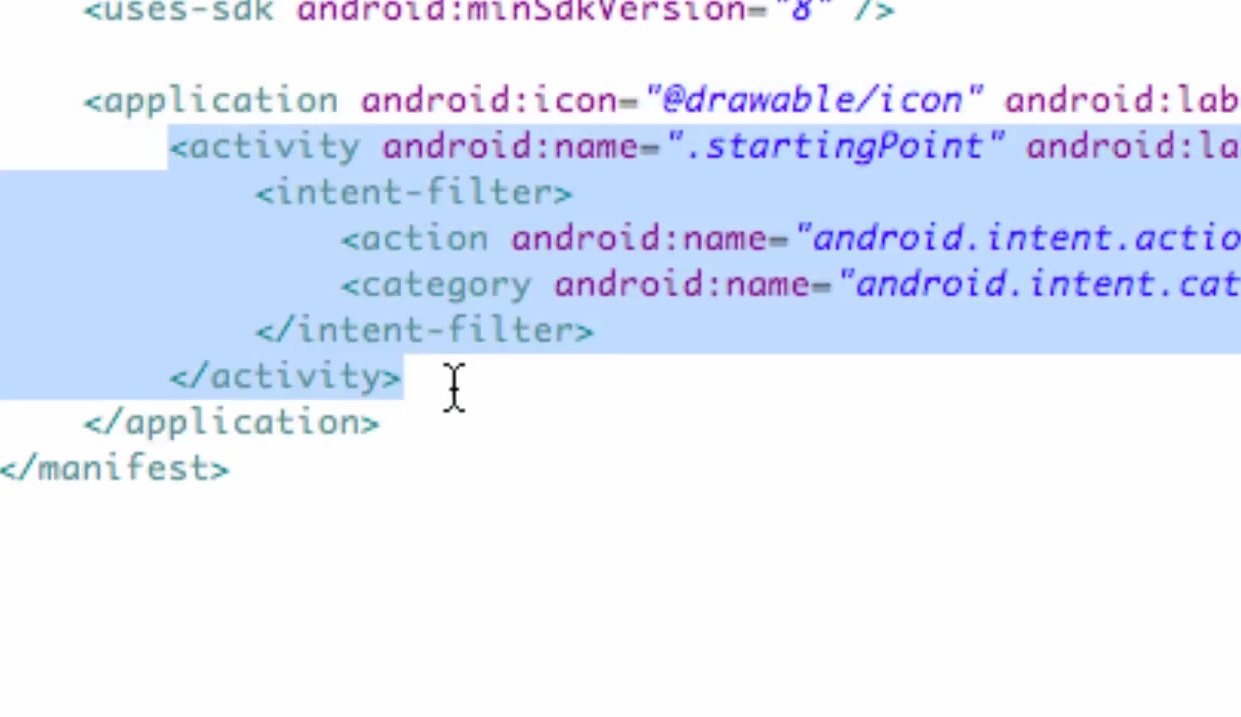 <uses-sdk android:minSdkVersion="8" />
<application android:icon="@drawable/icon" android:lab
<activity android:name=".startingPoint" android:la
<intent-filter>
<action android:name="android.intent.actio
<category android:name="android.intent.cat
</intent-filter>
</activity>
</application>
</manifest>